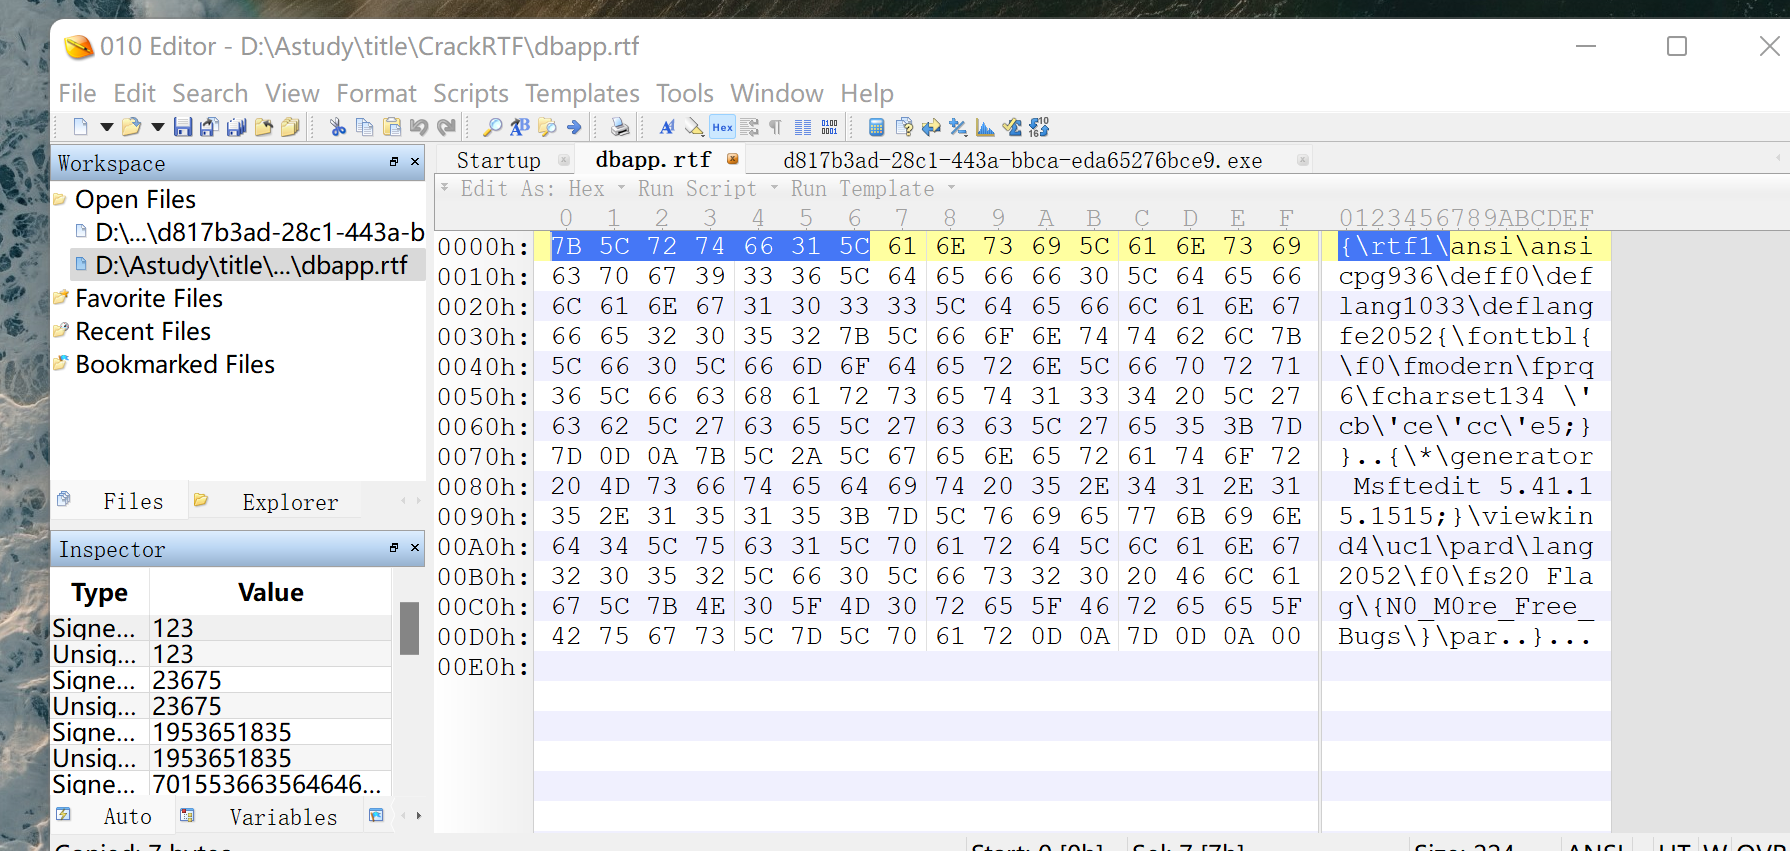 010 Editor - D:\Astudy\title\CrackRTF\dbapp.rtf
File Edit Search View Format Scripts Templates Tools Window Help
Workspace
Open Files
D:\...\d817b3ad-28c1-443a-b
D:\Astudy\title\...\dbapp.rtf
Favorite Files
Recent Files
Bookmarked Files
Files Explorer
Inspector
Type Value
Signe... 123
Unsig... 123
Signe... 23675
Unsig... 23675
Signe... 1953651835
Unsig... 1953651835
Signe... 701553663564646...
Auto Variables
Startup dbapp.rtf d817b3ad-28c1-443a-bbca-eda65276bce9.exe
Edit As: Hex Run Script Run Template
0 1 2 3 4 5 6 7 8 9 A B C D E F 0123456789ABCDEF
0000h: 7B 5C 72 74 66 31 5C 61 6E 73 69 5C 61 6E 73 69 {\rtf1\ansi\ansi
0010h: 63 70 67 39 33 36 5C 64 65 66 66 30 5C 64 65 66 cpg936\deff0\def
0020h: 6C 61 6E 67 31 30 33 33 5C 64 65 66 6C 61 6E 67 lang1033\deflang
0030h: 66 65 32 30 35 32 7B 5C 66 6F 6E 74 74 62 6C 7B fe2052{\fonttbl{
0040h: 5C 66 30 5C 66 6D 6F 64 65 72 6E 5C 66 70 72 71 \f0\fmodern\fprq
0050h: 36 5C 66 63 68 61 72 73 65 74 31 33 34 20 5C 27 6\fcharset134 \'
0060h: 63 62 5C 27 63 65 5C 27 63 63 5C 27 65 35 3B 7D cb\'ce\'cc\'e5;}
0070h: 7D 0D 0A 7B 5C 2A 5C 67 65 6E 65 72 61 74 6F 72 }..{\*\generator
0080h: 20 4D 73 66 74 65 64 69 74 20 35 2E 34 31 2E 31 Msftedit 5.41.1
0090h: 35 2E 31 35 31 35 3B 7D 5C 76 69 65 77 6B 69 6E 5.1515;}\viewkin
00A0h: 64 34 5C 75 63 31 5C 70 61 72 64 5C 6C 61 6E 67 d4\uc1\pard\lang
00B0h: 32 30 35 32 5C 66 30 5C 66 73 32 30 20 46 6C 61 2052\f0\fs20 Fla
00C0h: 67 5C 7B 4E 30 5F 4D 30 72 65 5F 46 72 65 65 5F g\{N0_M0re_Free_
00D0h: 42 75 67 73 5C 7D 5C 70 61 72 0D 0A 7D 0D 0A 00 Bugs\}\par..}...
00E0h: